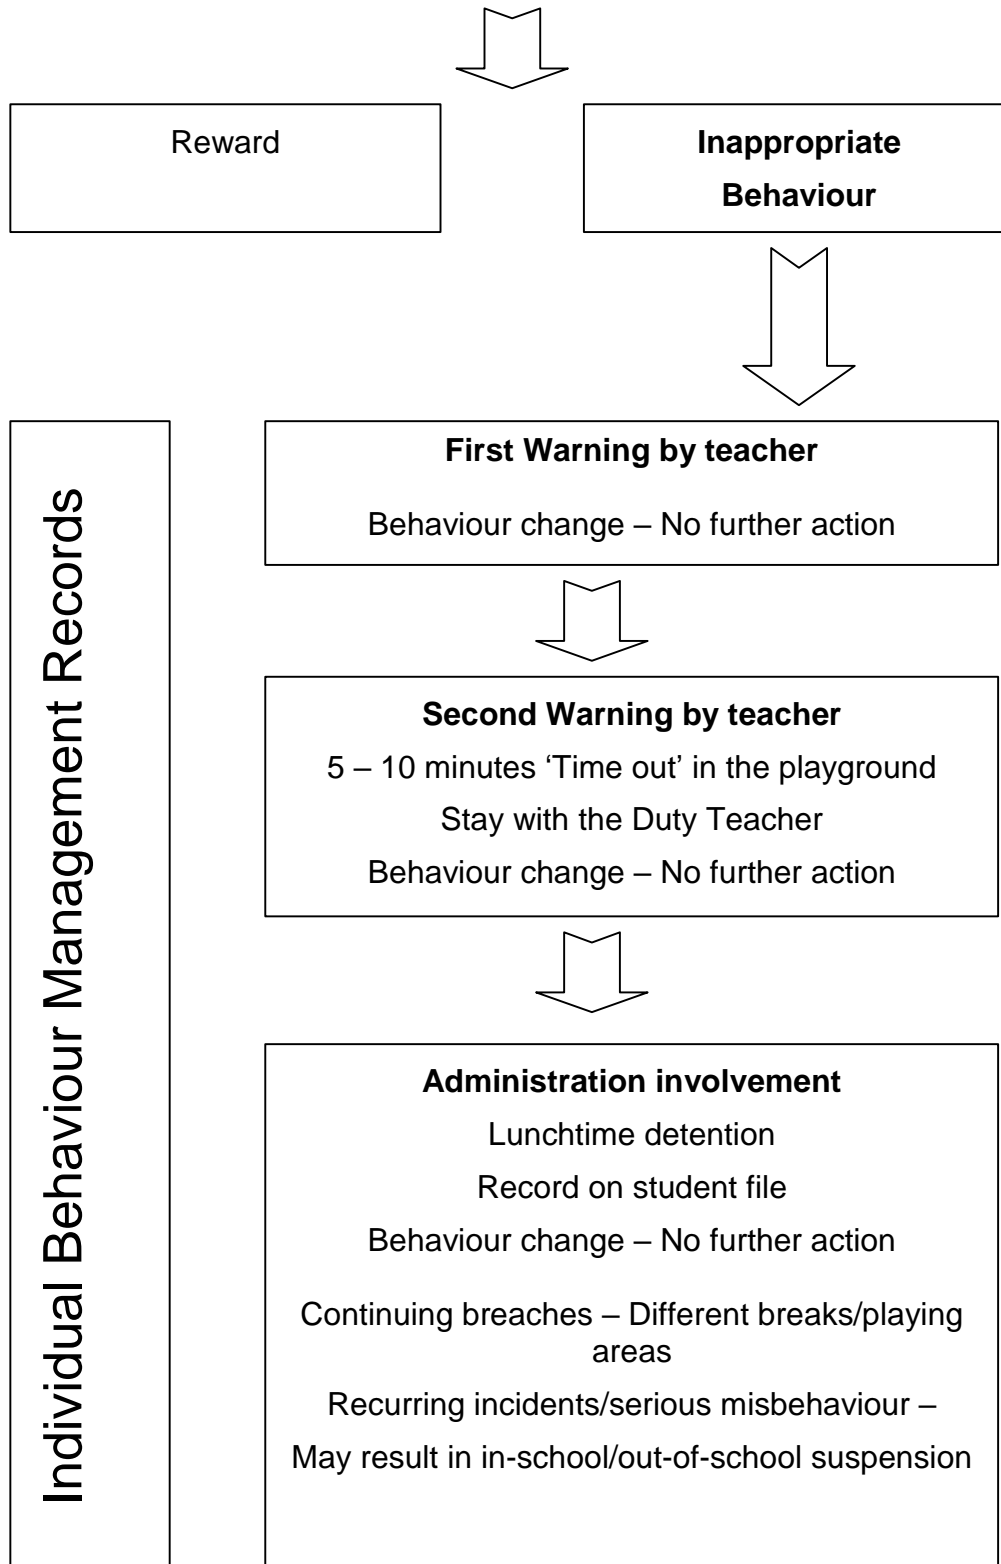 Reward
Inappropriate
Behaviour
Individual Behaviour Management Records
First Warning by teacher
Behaviour change – No further action
Second Warning by teacher
5 – 10 minutes ‘Time out’ in the playground
Stay with the Duty Teacher
Behaviour change – No further action
Administration involvement
Lunchtime detention
Record on student file
Behaviour change – No further action
Continuing breaches – Different breaks/playing
areas
Recurring incidents/serious misbehaviour –
May result in in-school/out-of-school suspension